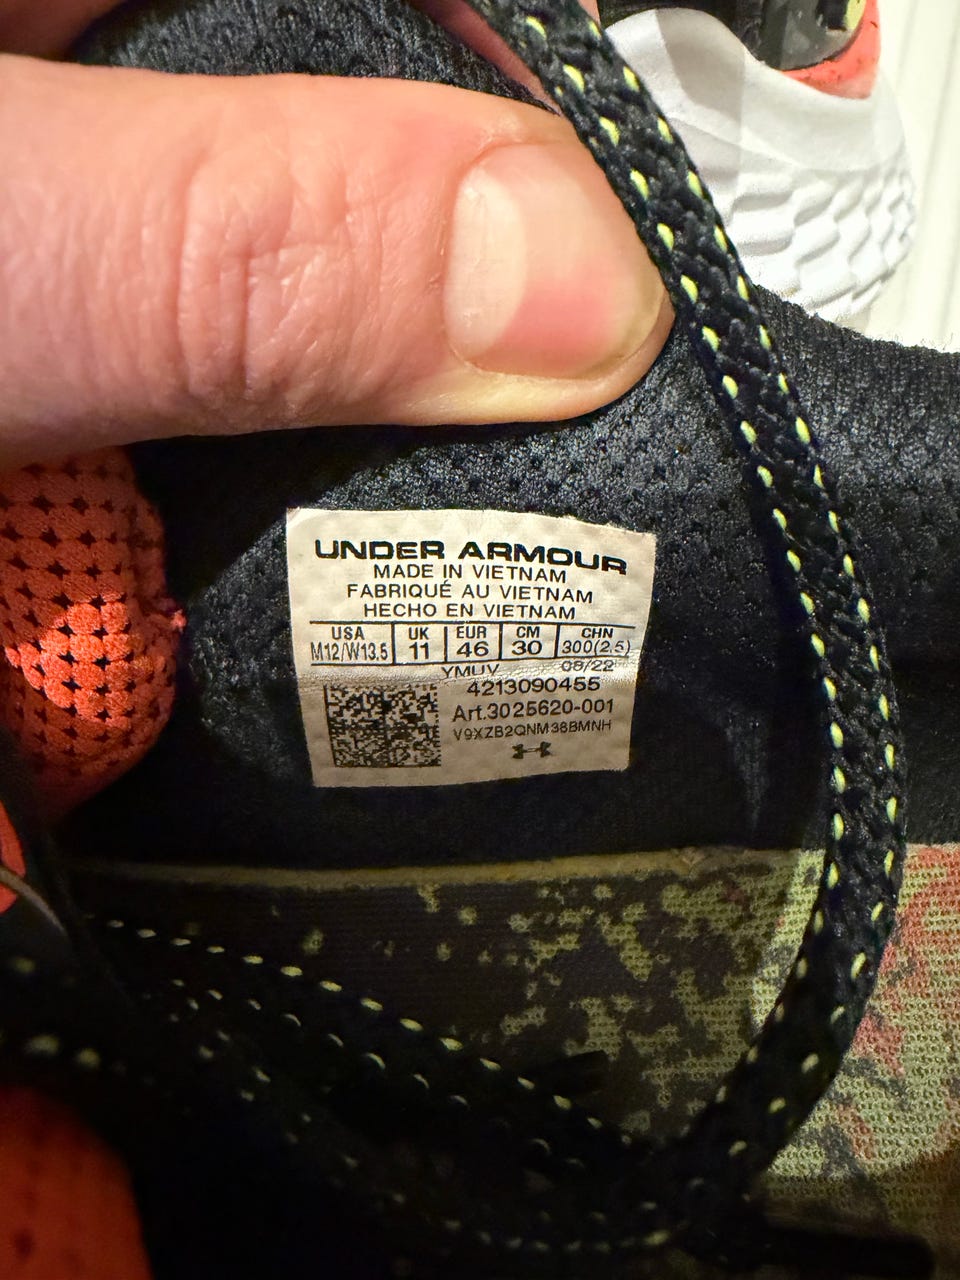 UNDER ARMOUR
MADE IN VIETNAM
FABRIQUÉ AU VIETNAM
HECHO EN VIETNAM
USA UK EUR CM CHN
M12/W13.5 11 46 30 300(2.5)
YMUV 08/22
4213090455
Art.3025620-001
V9XZB2QNM38BMNH